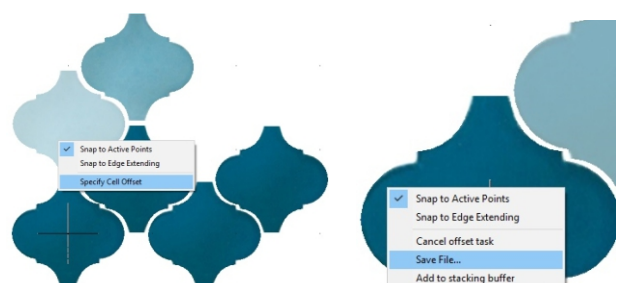 Snap to Active Points
Snap to Edge Extending
Specify Cell Offset
Snap to Active Points
Snap to Edge Extending
Cancel offset task
Save File...
Add to stacking buffer